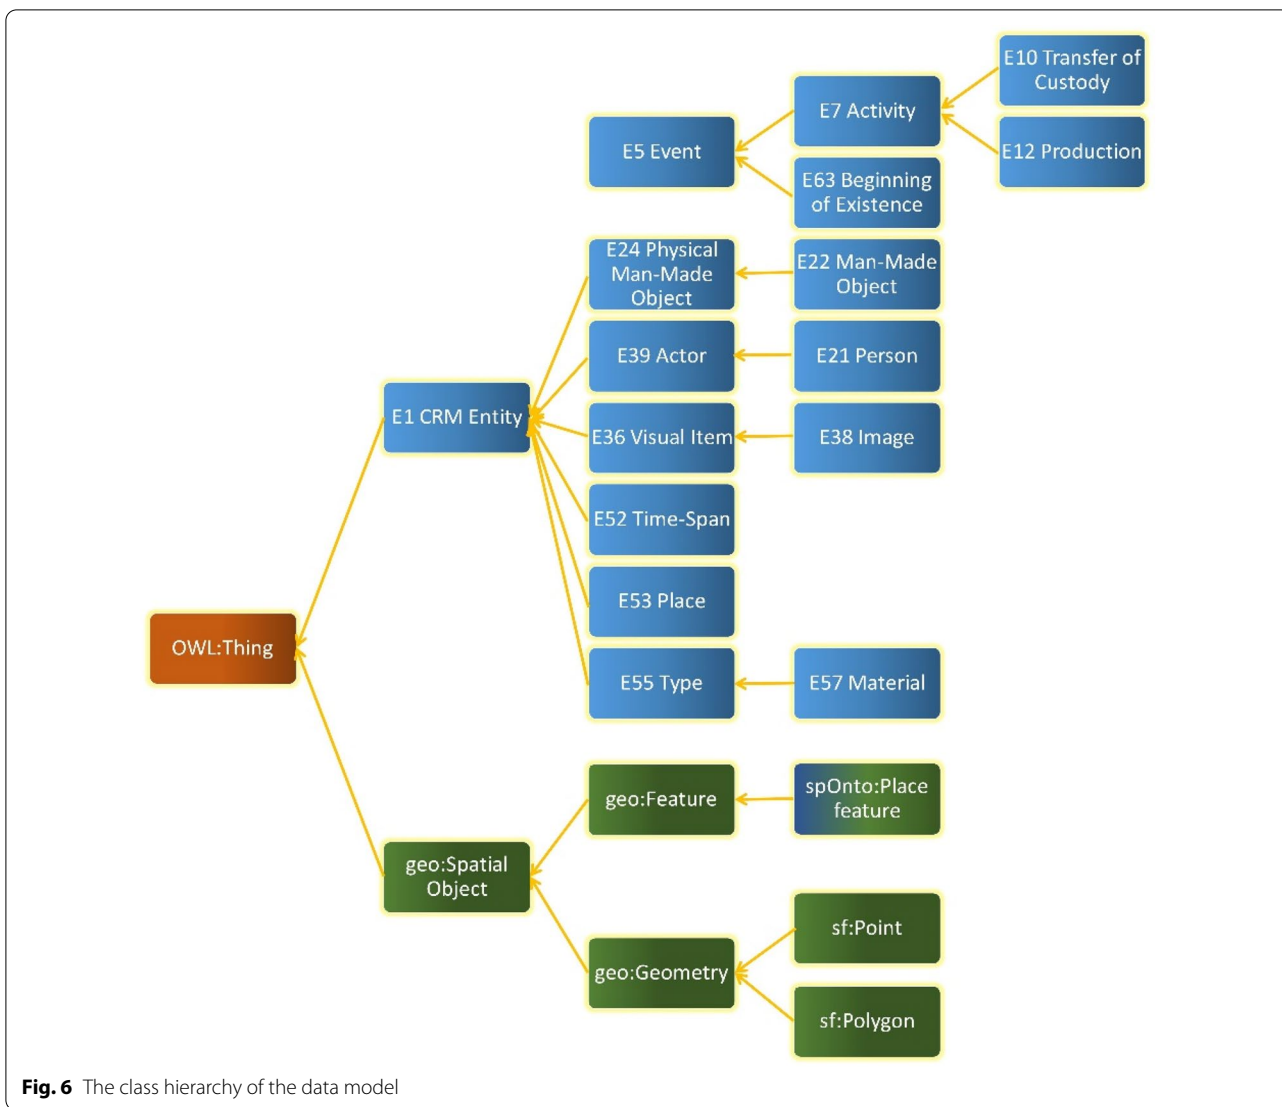 E10 Transfer of
Custody
E7 Activity
E5 Event
E12 Production
E63 Beginning
of Existence
E24 Physical
Man-Made
Object
E22 Man-Made
Object
E39 Actor
E21 Person
E1 CRM Entity
E36 Visual Item
E38 Image
E52 Time-Span
E53 Place
OWL:Thing
E55 Type
E57 Material
geo:Feature
spOnto:Place
feature
geo:Spatial
Object
sf:Point
geo:Geometry
sf:Polygon
Fig. 6 The class hierarchy of the data model